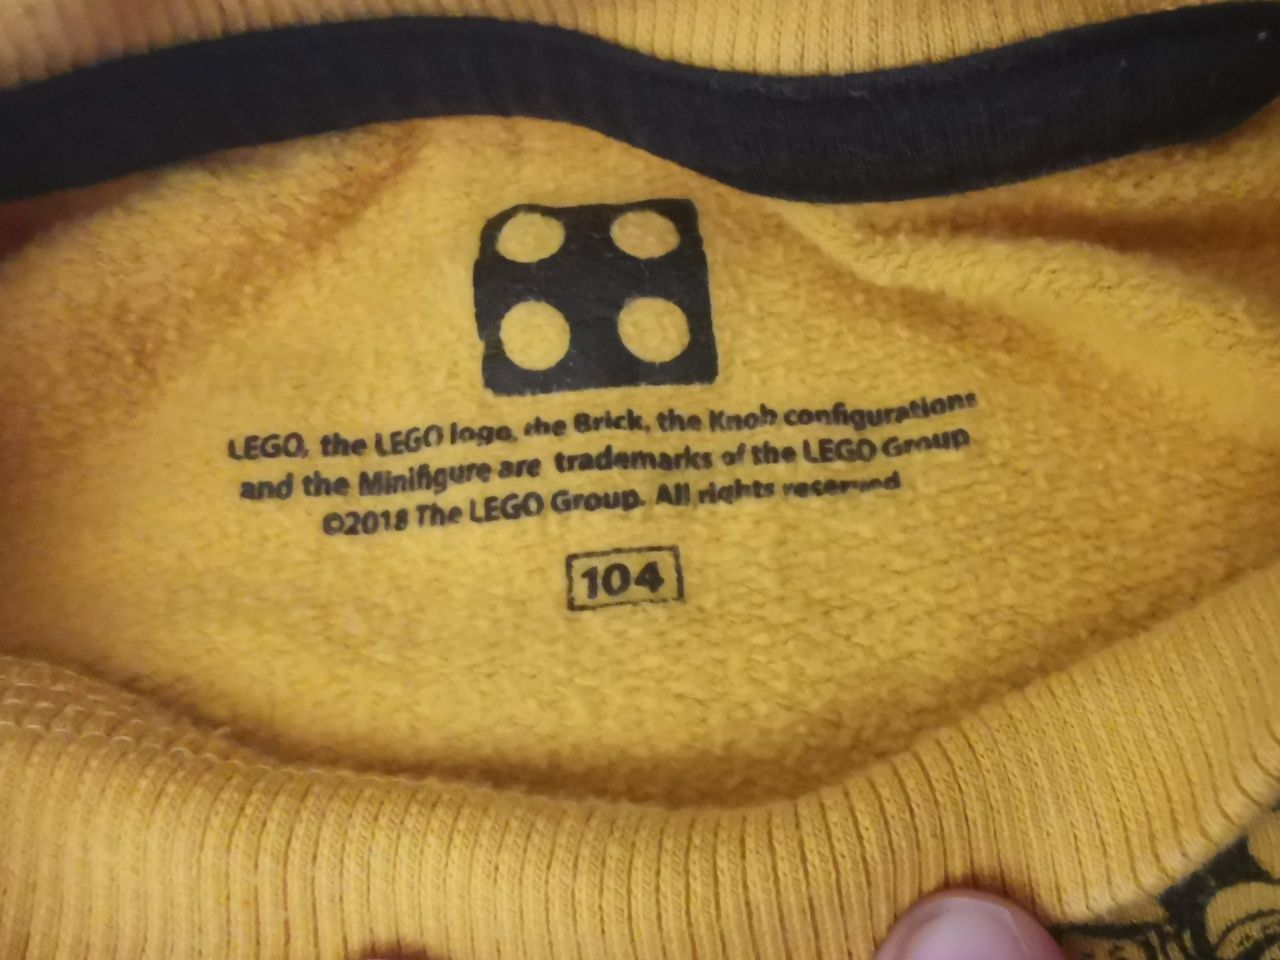 LEGO, the LEGO logo, the Brick, the Knob configurations
and the Minifigure are trademarks of the LEGO Group
©2018 The LEGO Group. All rights reserved
104